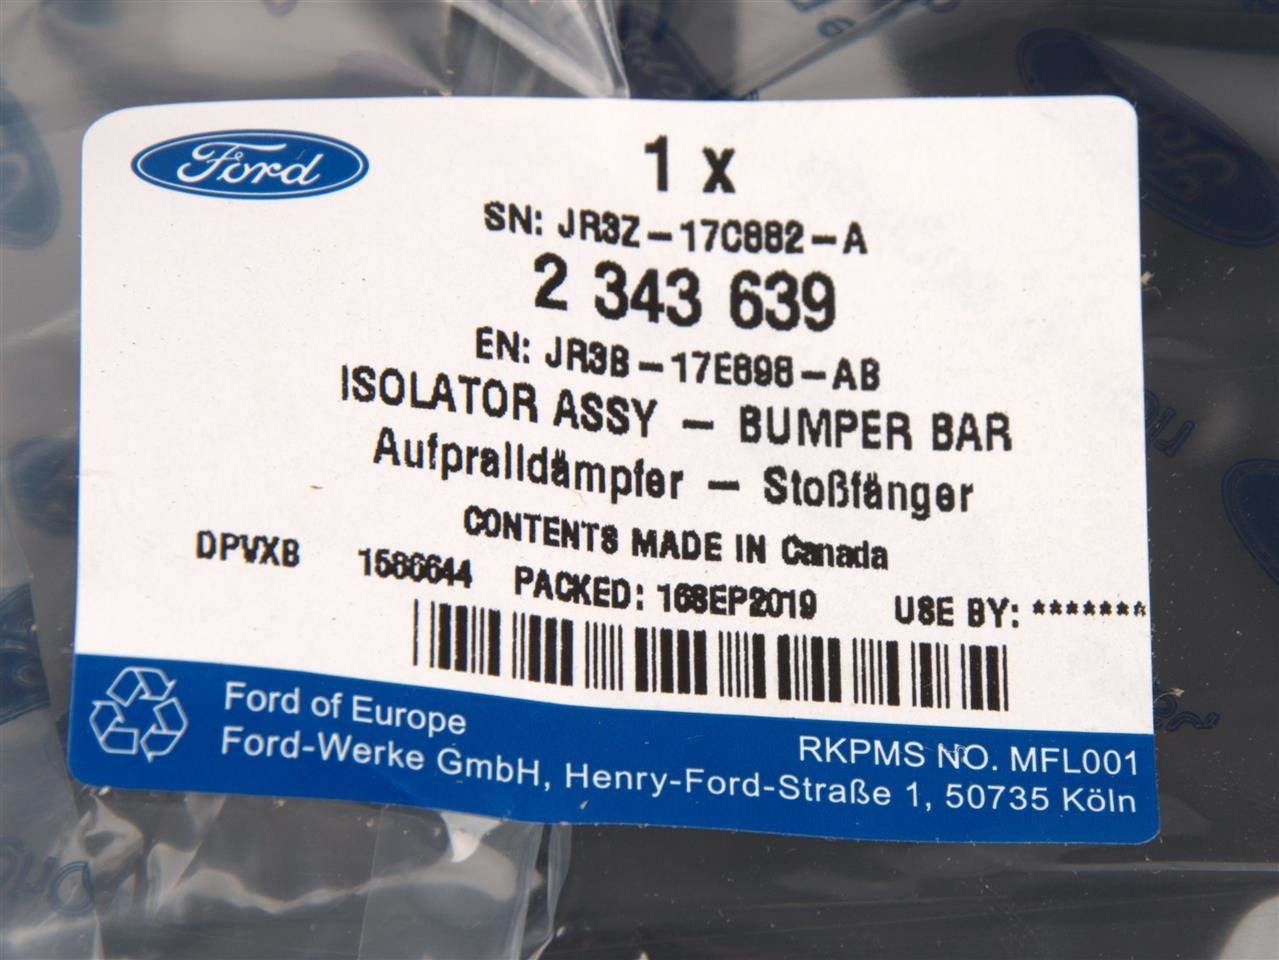 Ford
1 x
SN: JR3Z-17C882-A
2 343 639
EN: JR3B-17E898-AB
ISOLATOR ASSY - BUMPER BAR
Aufpralldämpfer - Stoßfänger
CONTENTS MADE IN Canada
DPVXB 1586644 PACKED: 16SEP2019 USE BY: *******
Ford of Europe
Ford-Werke GmbH, Henry-Ford-Straße 1, 50735 Köln
RKPMS NO. MFL001